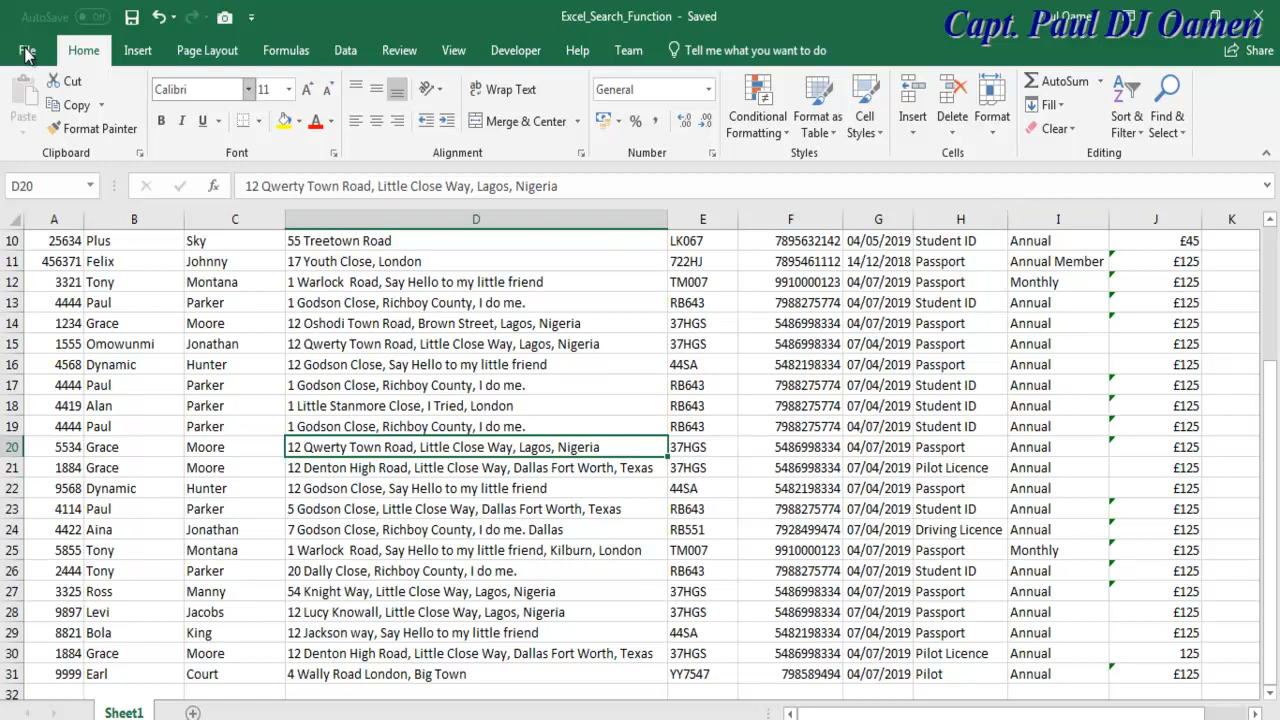 AutoSave Off Excel_Search_Function - Saved
Capt. Paul DJ Oamen
File Home Insert Page Layout Formulas Data Review View Developer Help Team Tell me what you want to do Share
Paste Cut Copy Format Painter Clipboard
Calibri 11 B I U A Font
ab Wrap Text Merge & Center Alignment
General % , Number
Conditional Formatting Format as Table Cell Styles Styles
Insert Delete Format Cells
AutoSum Fill Clear Sort & Filter Find & Select Editing
D20 fx 12 Qwerty Town Road, Little Close Way, Lagos, Nigeria
A B C D E F G H I J K
10 25634 Plus Sky 55 Treetown Road LK067 7895632142 04/05/2019 Student ID Annual £45
11 456371 Felix Johnny 17 Youth Close, London 722HJ 7895461112 14/12/2018 Passport Annual Member £125
12 3321 Tony Montana 1 Warlock Road, Say Hello to my little friend TM007 9910000123 04/07/2019 Passport Monthly £125
13 4444 Paul Parker 1 Godson Close, Richboy County, I do me. RB643 7988275774 04/07/2019 Student ID Annual £125
14 1234 Grace Moore 12 Oshodi Town Road, Brown Street, Lagos, Nigeria 37HGS 5486998334 04/07/2019 Passport Annual £125
15 1555 Omowunmi Jonathan 12 Qwerty Town Road, Little Close Way, Lagos, Nigeria 37HGS 5486998334 04/07/2019 Passport Annual £125
16 4568 Dynamic Hunter 12 Godson Close, Say Hello to my little friend 44SA 5482198334 07/04/2019 Passport Annual £125
17 4444 Paul Parker 1 Godson Close, Richboy County, I do me. RB643 7988275774 07/04/2019 Student ID Annual £125
18 4419 Alan Parker 1 Little Stanmore Close, I Tried, London RB643 7988275774 07/04/2019 Student ID Annual £125
19 4444 Paul Parker 1 Godson Close, Richboy County, I do me. RB643 7988275774 04/07/2019 Student ID Annual £125
20 5534 Grace Moore 12 Qwerty Town Road, Little Close Way, Lagos, Nigeria 37HGS 5486998334 04/07/2019 Passport Annual £125
21 1884 Grace Moore 12 Denton High Road, Little Close Way, Dallas Fort Worth, Texas 37HGS 5486998334 07/04/2019 Pilot Licence Annual £125
22 9568 Dynamic Hunter 12 Godson Close, Say Hello to my little friend 44SA 5482198334 07/04/2019 Passport Annual £125
23 4114 Paul Parker 5 Godson Close, Little Close Way, Dallas Fort Worth, Texas RB643 7988275774 07/04/2019 Student ID Annual £125
24 4422 Aina Jonathan 7 Godson Close, Richboy County, I do me. Dallas RB551 7928499474 07/04/2019 Driving Licence Annual £125
25 5855 Tony Montana 1 Warlock Road, Say Hello to my little friend, Kilburn, London TM007 9910000123 04/07/2019 Passport Monthly £125
26 2444 Tony Parker 20 Dally Close, Richboy County, I do me. RB643 7988275774 04/07/2019 Student ID Annual £125
27 3325 Ross Manny 54 Knight Way, Little Close Way, Lagos, Nigeria 37HGS 5486998334 04/07/2019 Passport Annual £125
28 9897 Levi Jacobs 12 Lucy Knowall, Little Close Way, Lagos, Nigeria 37HGS 5486998334 07/04/2019 Passport Annual £125
29 8821 Bola King 12 Jackson way, Say Hello to my little friend 44SA 5482198334 07/04/2019 Passport Annual £125
30 1884 Grace Moore 12 Denton High Road, Little Close Way, Dallas Fort Worth, Texas 37HGS 5486998334 07/04/2019 Pilot Licence Annual 125
31 9999 Earl Court 4 Wally Road London, Big Town YY7547 798589494 04/07/2019 Pilot Annual £125
32
Sheet1